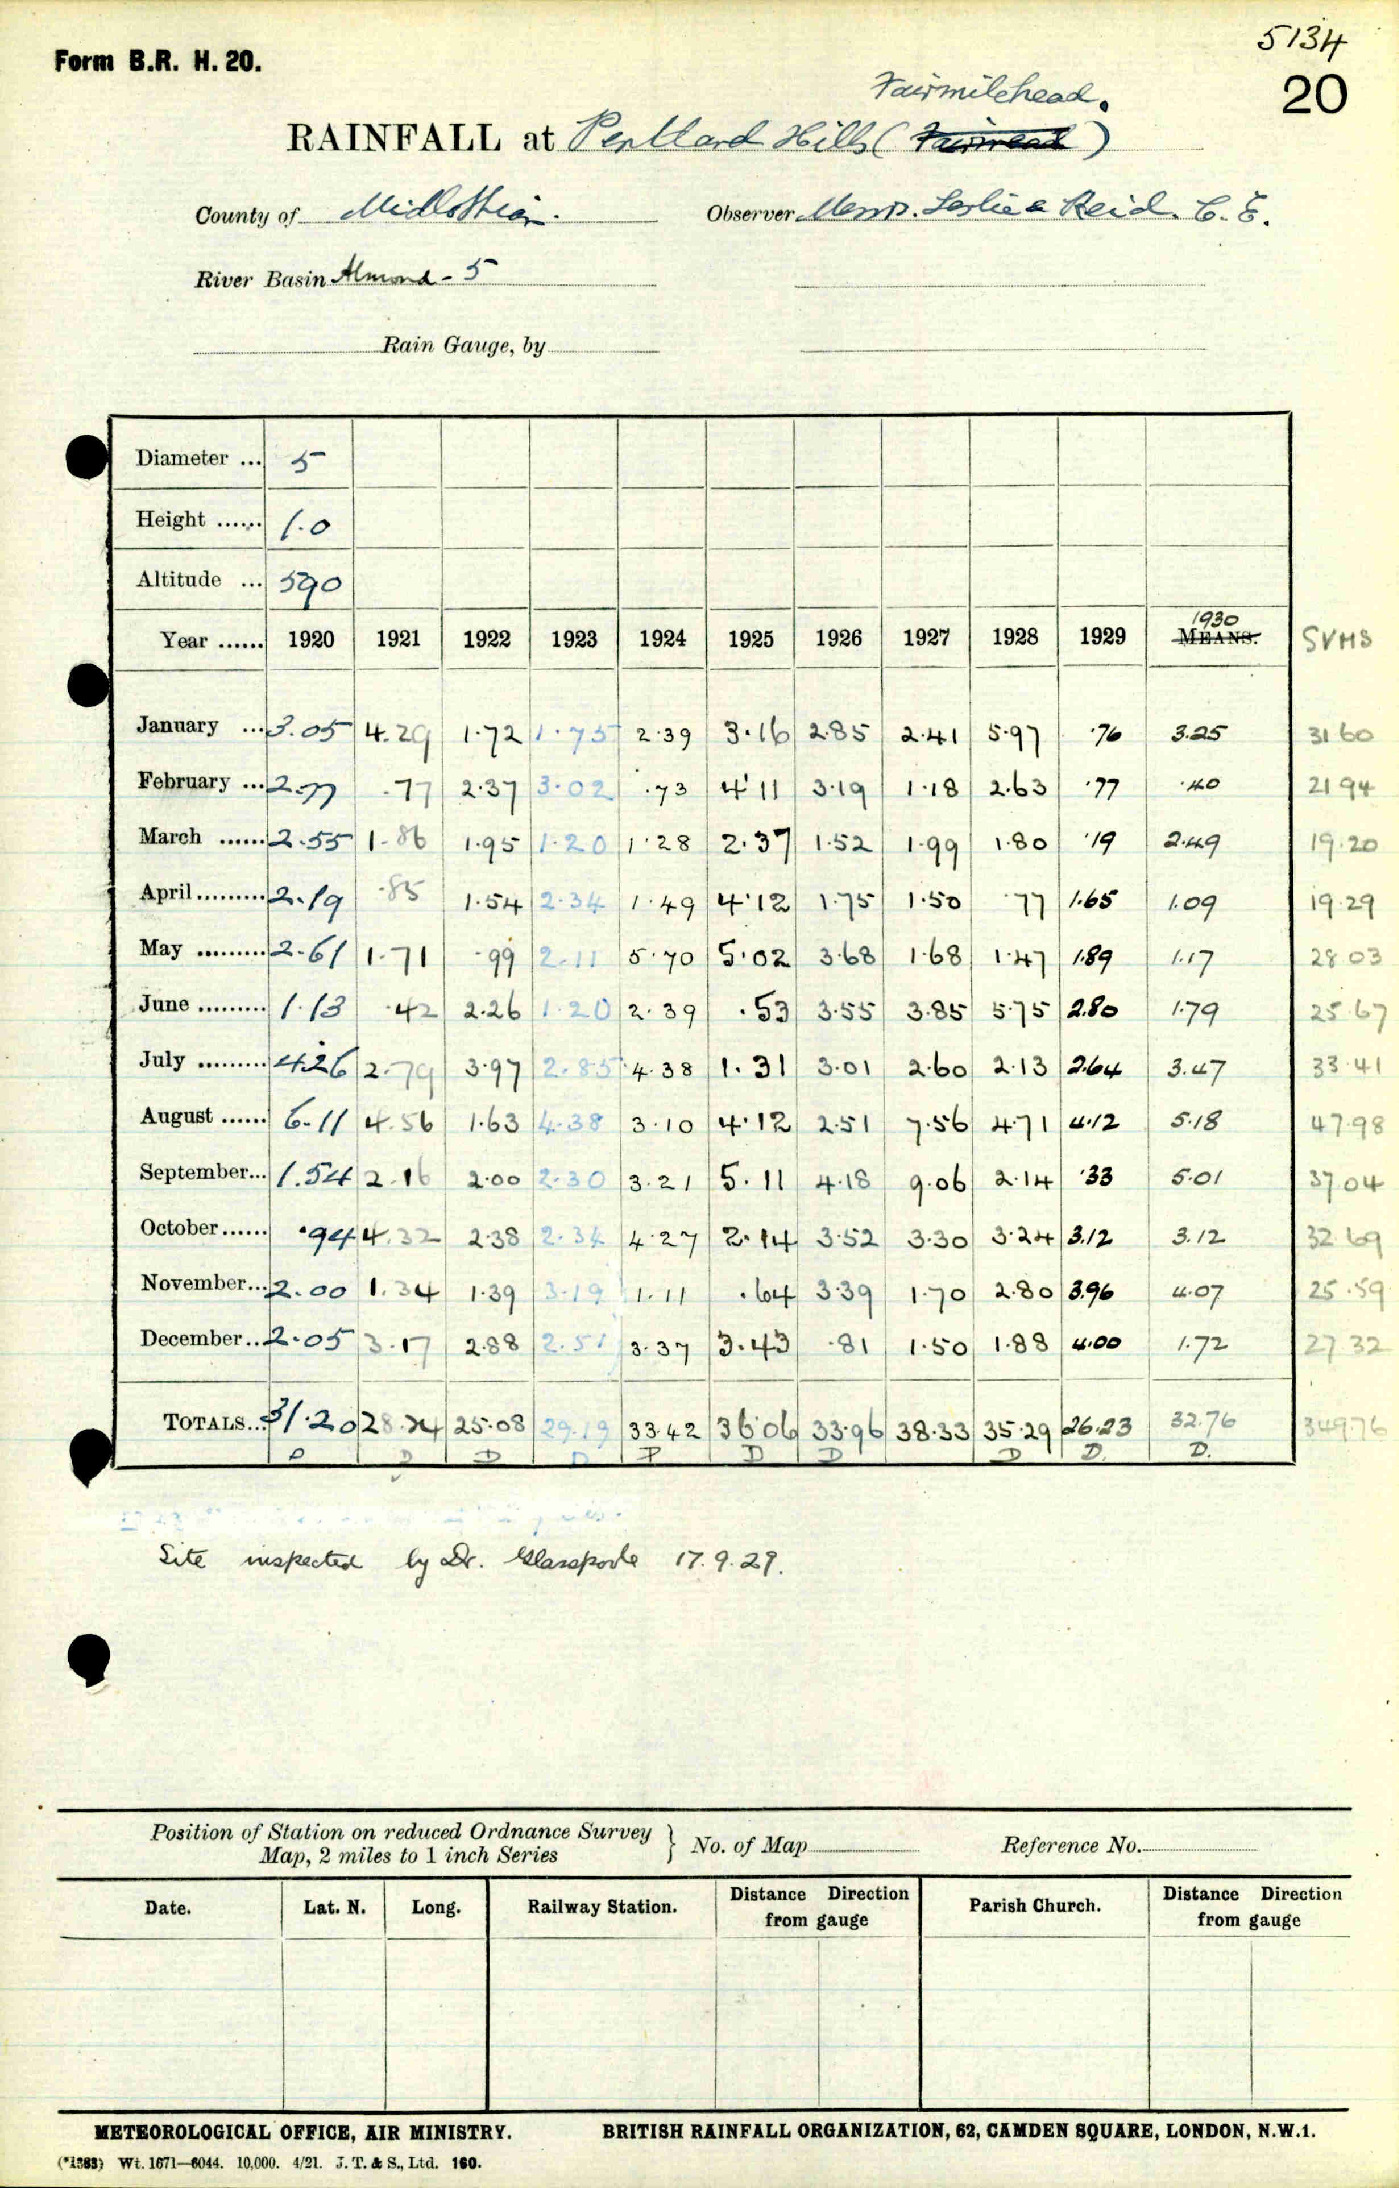 5134
Form B.R. H. 20.
20
Fairmilehead.
RAINFALL at Pentland Hills ( )
County of Midlothian. Observer Messrs. Leslie & Reid. C.E.
River Basin Almond - 5
Rain Gauge, by
Diameter ... 5
Height ...... 1.0
Altitude ... 590
1930
Year ...... 1920 1921 1922 1923 1924 1925 1926 1927 1928 1929 MEANS. SUMS
January ... 3.05 4.29 1.72 1.75 2.39 3.16 2.85 2.41 5.97 .76 3.25 31 60
February ... 2.77 .77 2.37 3.02 .73 4.11 3.19 1.18 2.63 .77 .40 21 94
March ...... 2.55 1.86 1.95 1.20 1.28 2.37 1.52 1.99 1.80 .19 2.49 19.20
April ......... 2.19 .85 1.54 2.34 1.49 4.12 1.75 1.50 .77 1.65 1.09 19.29
May ......... 2.61 1.71 .99 2.11 5.70 5.02 3.68 1.68 1.47 1.89 1.17 28 03
June ......... 1.13 .42 2.26 1.20 2.39 .53 3.55 3.85 5.75 2.80 1.79 25.67
July ......... 4.26 2.79 3.97 2.85 4.38 1.31 3.01 2.60 2.13 2.64 3.47 33.41
August ...... 6.11 4.56 1.63 4.38 3.10 4.12 2.51 7.56 4.71 4.12 5.18 47.98
September... 1.54 2.16 2.00 2.30 3.21 5.11 4.18 9.06 2.14 .33 5.01 37.04
October...... .94 4.32 2.38 2.34 4.27 2.14 3.52 3.30 3.24 3.12 3.12 32.69
November... 2.00 1.34 1.39 3.19 1.11 .64 3.39 1.70 2.80 3.96 4.07 25.59
December.. 2.05 3.17 2.88 2.51 3.37 3.43 .81 1.50 1.88 4.00 1.72 27.32
TOTALS... 31.20 28.24 25.08 29.19 33.42 36.06 33.96 38.33 35.29 26.23 32.76 349.76
D D D D P D D D D. D.
Site inspected by Dr. Glasspoole 17.9.29.
Position of Station on reduced Ordnance Survey
Map, 2 miles to 1 inch Series } No. of Map Reference No.
Date. Lat. N. Long. Railway Station. Distance Direction from gauge Parish Church. Distance Direction from gauge
METEOROLOGICAL OFFICE, AIR MINISTRY. BRITISH RAINFALL ORGANIZATION, 62, CAMDEN SQUARE, LONDON, N.W.1.
(*1383) Wt. 1671—6044. 10,000. 4/21. J. T. & S., Ltd. 160.